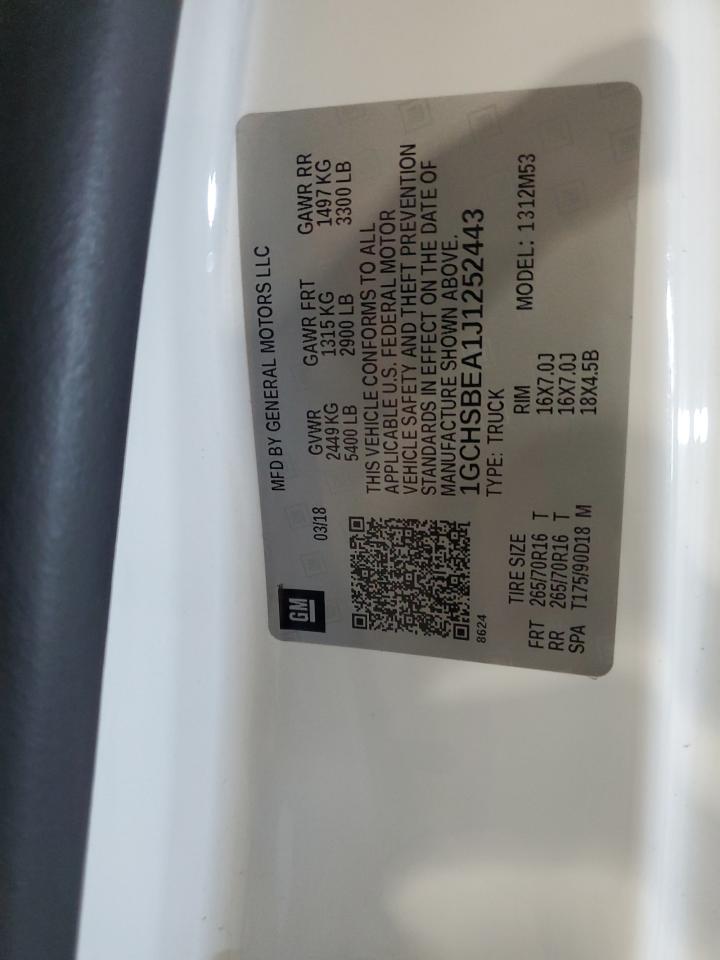 GM
MFD BY GENERAL MOTORS LLC
03/18
GVWR GAWR FRT GAWR RR
2449 KG 1315 KG 1497 KG
5400 LB 2900 LB 3300 LB
THIS VEHICLE CONFORMS TO ALL
APPLICABLE U.S. FEDERAL MOTOR
VEHICLE SAFETY AND THEFT PREVENTION
STANDARDS IN EFFECT ON THE DATE OF
MANUFACTURE SHOWN ABOVE.
1GCHSBEA1J1252443
8624
TYPE: TRUCK
MODEL: 1312M53
TIRE SIZE RIM
FRT 265/70R16 T 16X7.0J
RR 265/70R16 T 16X7.0J
SPA T175/90D18 M 18X4.5B